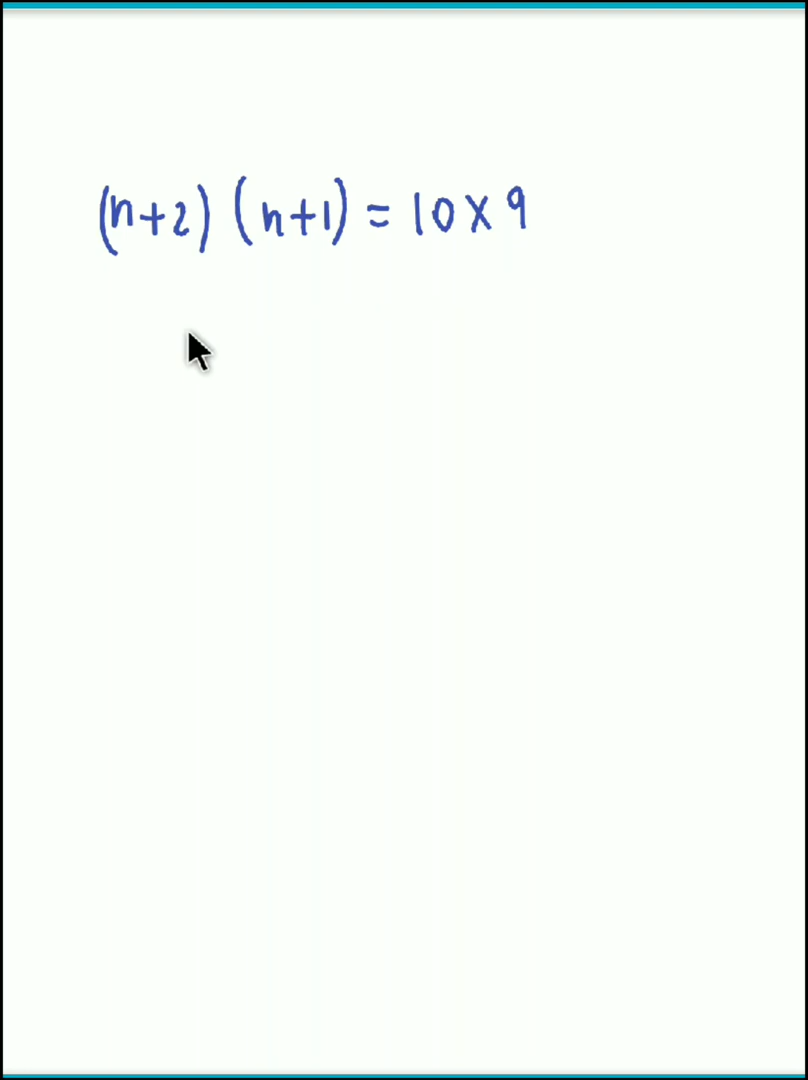 (n+2) (n+1) = 10 x 9